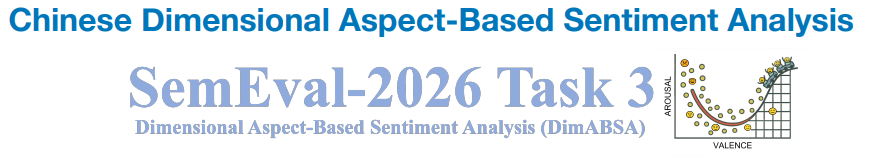 Chinese Dimensional Aspect-Based Sentiment Analysis
SemEval-2026 Task 3
Dimensional Aspect-Based Sentiment Analysis (DimABSA)
AROUSAL
VALENCE